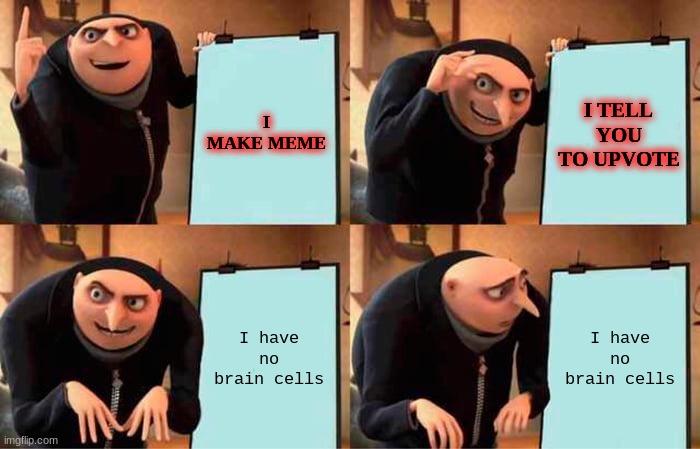 I
MAKE MEME
I TELL
YOU
TO UPVOTE
I have
no
brain cells
I have
no
brain cells
imgflip.com